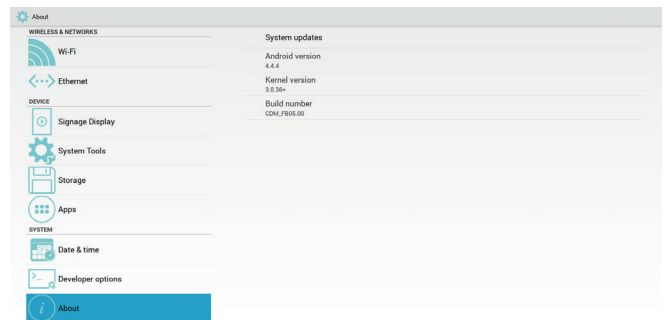 About
WIRELESS & NETWORKS
Wi-Fi
Ethernet
DEVICE
Signage Display
System Tools
Storage
Apps
SYSTEM
Date & time
Developer options
About
System updates
Android version
4.4.4
Kernel version
3.0.36+
Build number
CDM_FB05.00